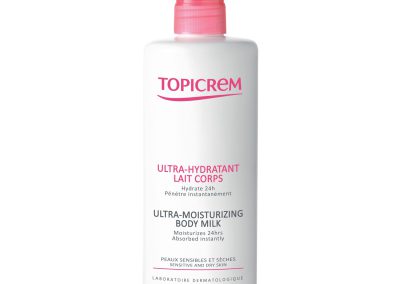 TOPICREM
ULTRA-HYDRATANT
LAIT CORPS
Hydrate 24h
Pénètre instantanément
ULTRA-MOISTURIZING
BODY MILK
Moisturizes 24hrs
Absorbed instantly
PEAUX SENSIBLES ET SÈCHES
SENSITIVE AND DRY SKIN
LABORATOIRE DERMATOLOGIQUE